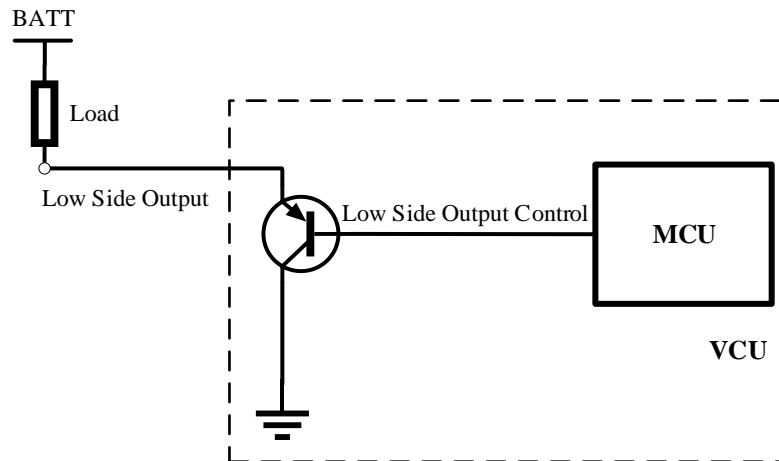 BATT
Load
Low Side Output
Low Side Output Control
MCU
VCU